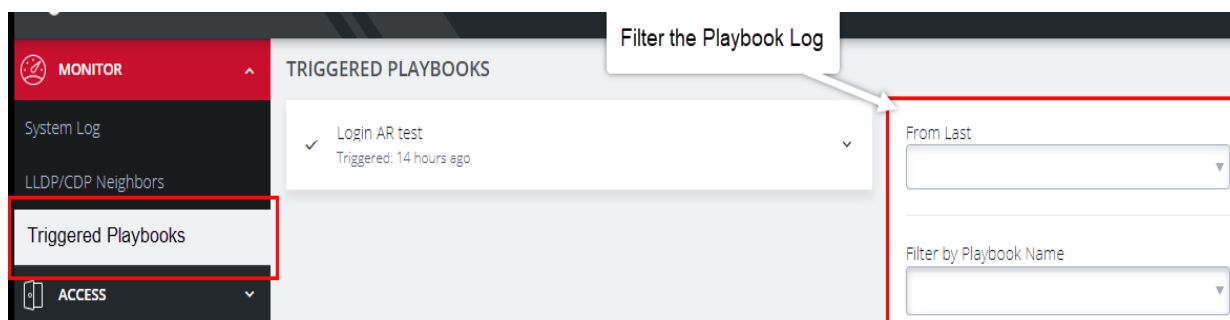 Filter the Playbook Log
MONITOR
TRIGGERED PLAYBOOKS
System Log
Login AR test
Triggered: 14 hours ago
From Last
LLDP/CDP Neighbors
Triggered Playbooks
Filter by Playbook Name
ACCESS